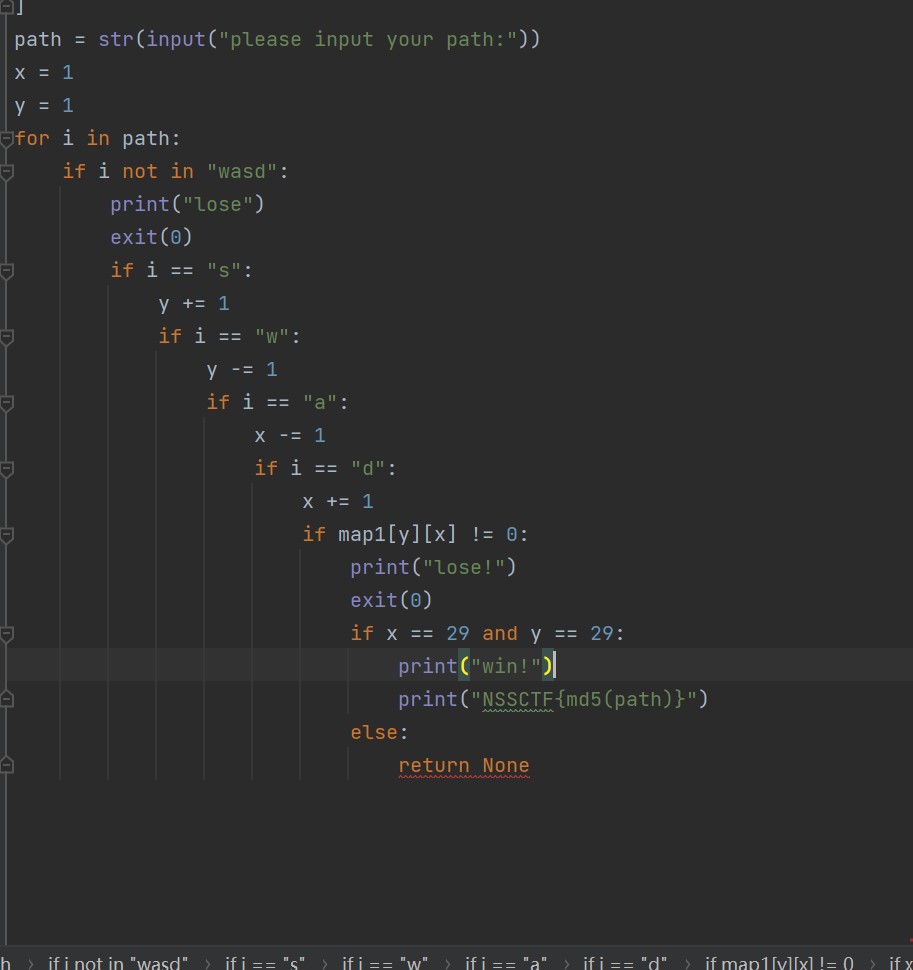 ]
path = str(input("please input your path:"))
x = 1
y = 1
for i in path:
    if i not in "wasd":
        print("lose")
        exit(0)
        if i == "s":
            y += 1
            if i == "w":
                y -= 1
                if i == "a":
                    x -= 1
                    if i == "d":
                        x += 1
                        if map1[y][x] != 0:
                            print("lose!")
                            exit(0)
                            if x == 29 and y == 29:
                                print("win!")
                                print("NSSCTF{md5(path)}")
                            else:
                                return None
h › if i not in "wasd" › if i == "s" › if i == "w" › if i == "a" › if i == "d" › if map1[y][x] != 0 › if x